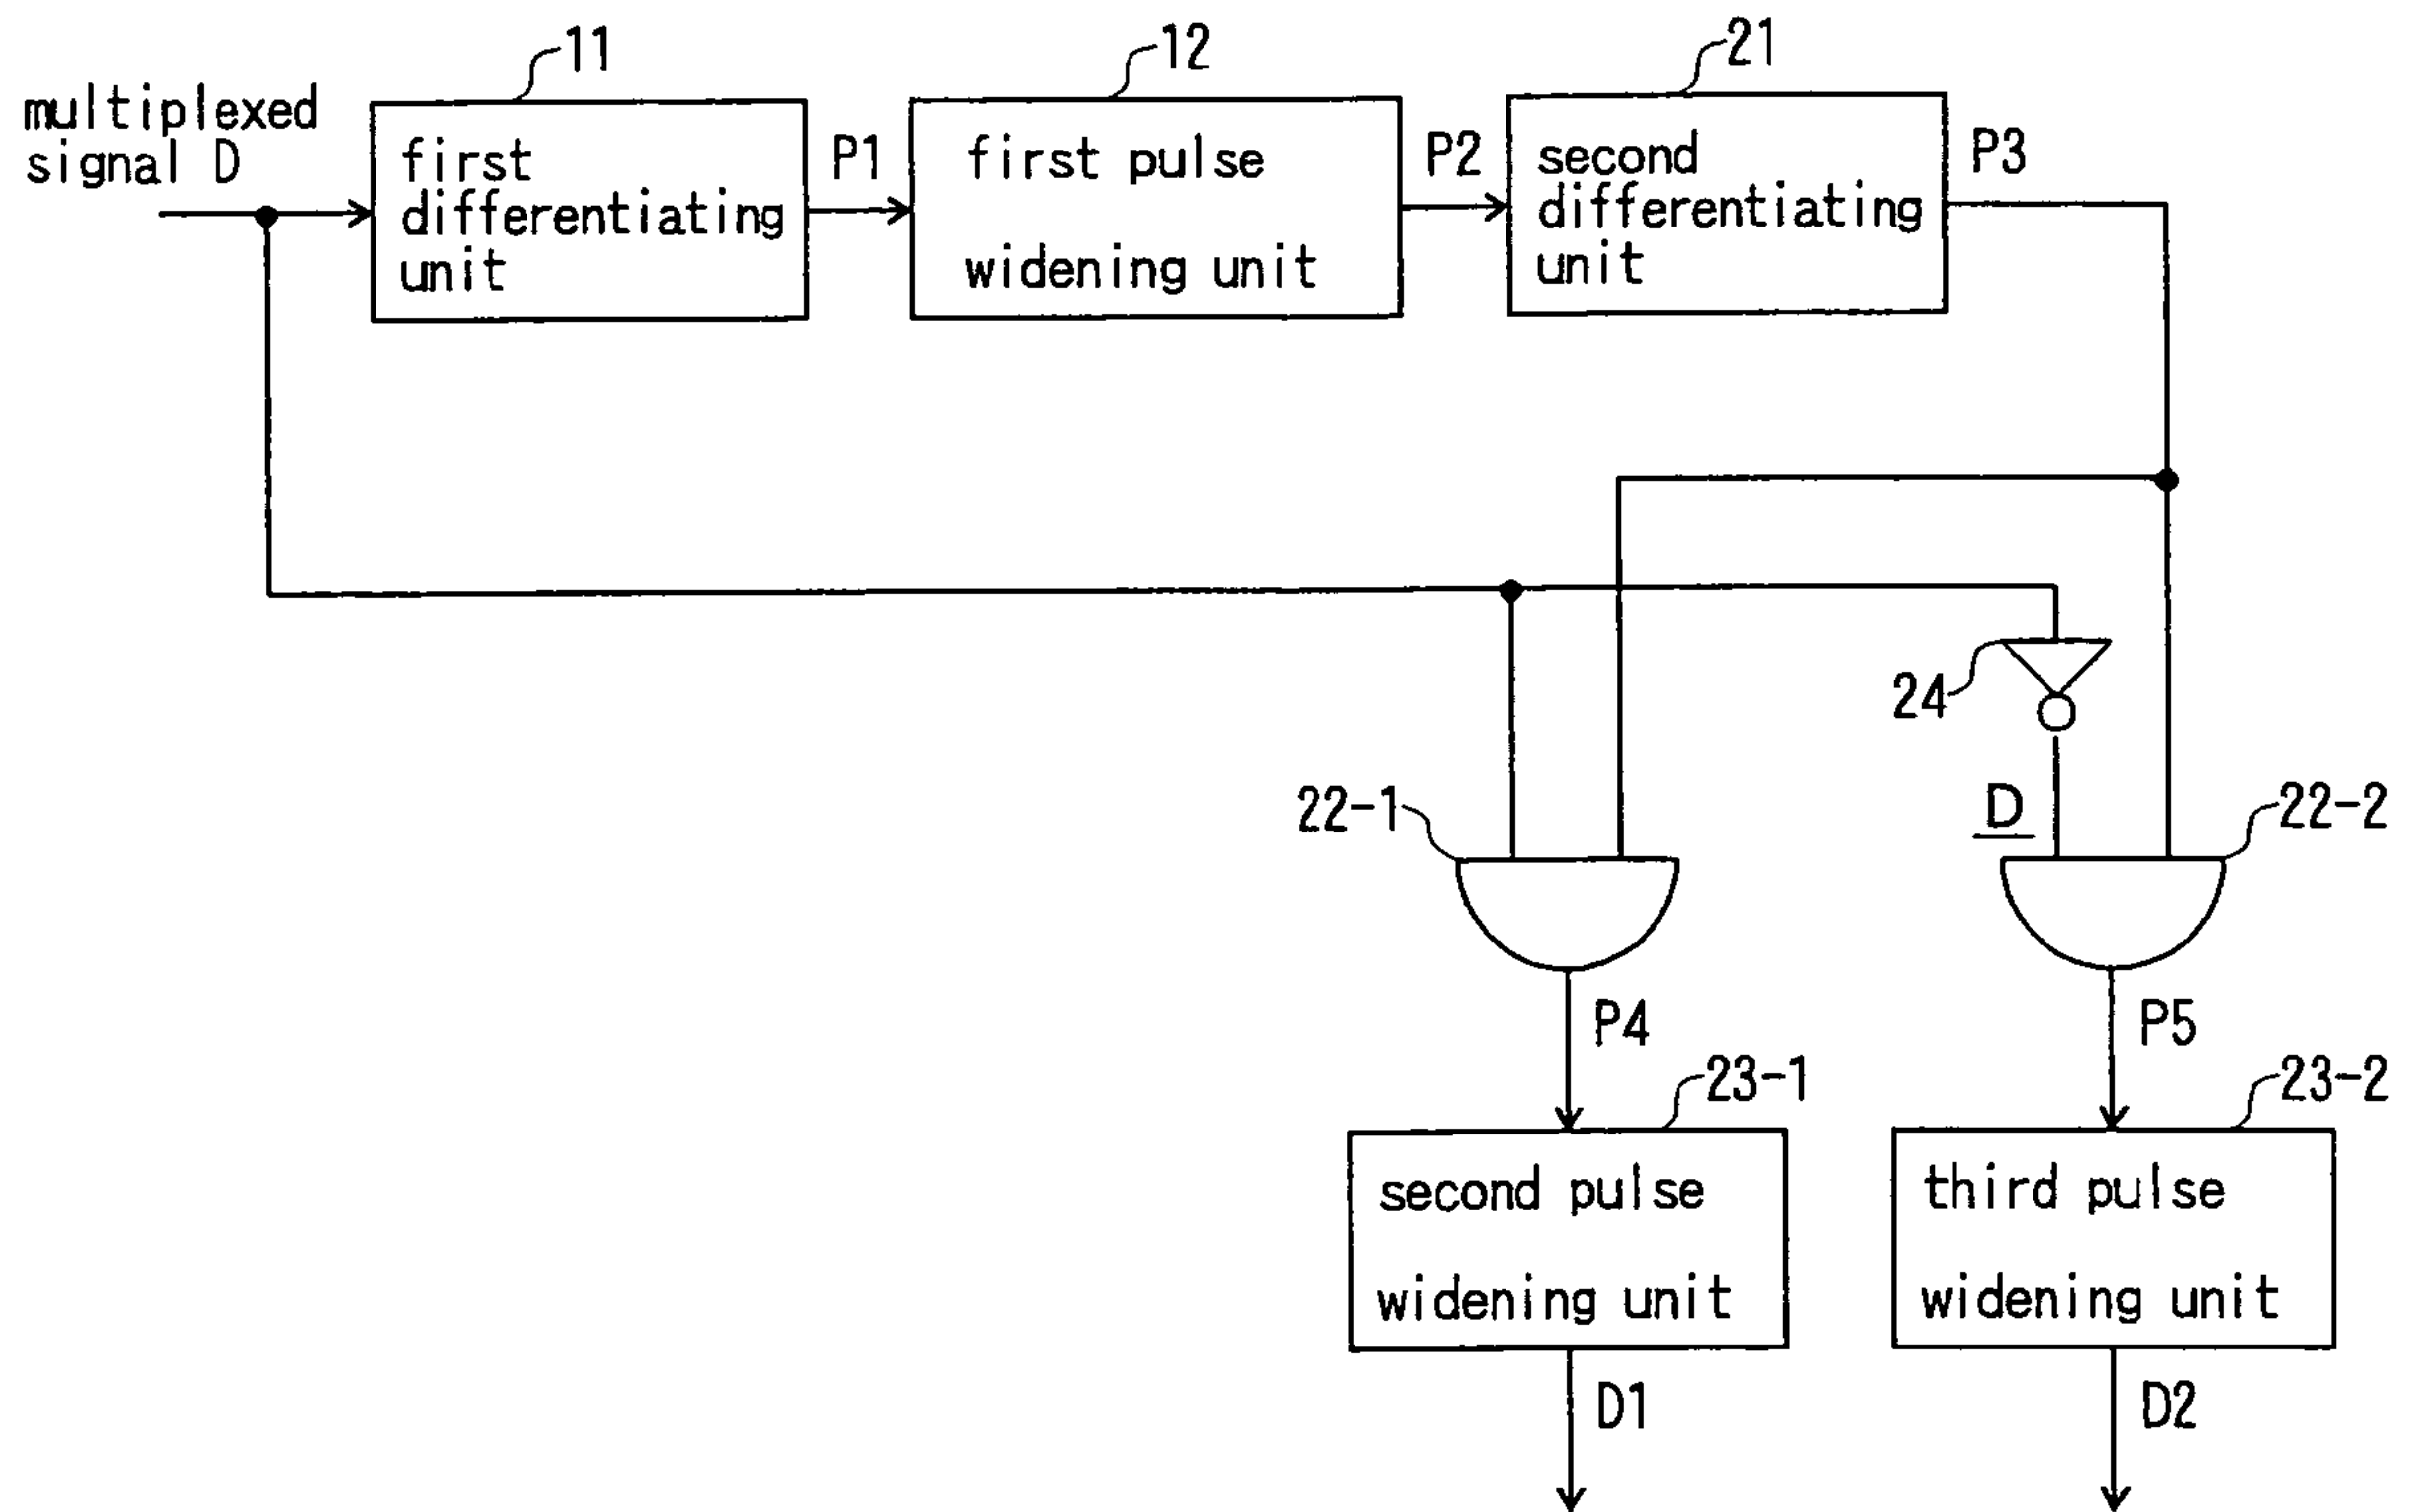 multiplexed
signal D
11
first
differentiating
unit
P1
12
first pulse
widening unit
P2
21
second
differentiating
unit
P3
24
D
22-1
22-2
P4
P5
23-1
second pulse
widening unit
23-2
third pulse
widening unit
D1
D2